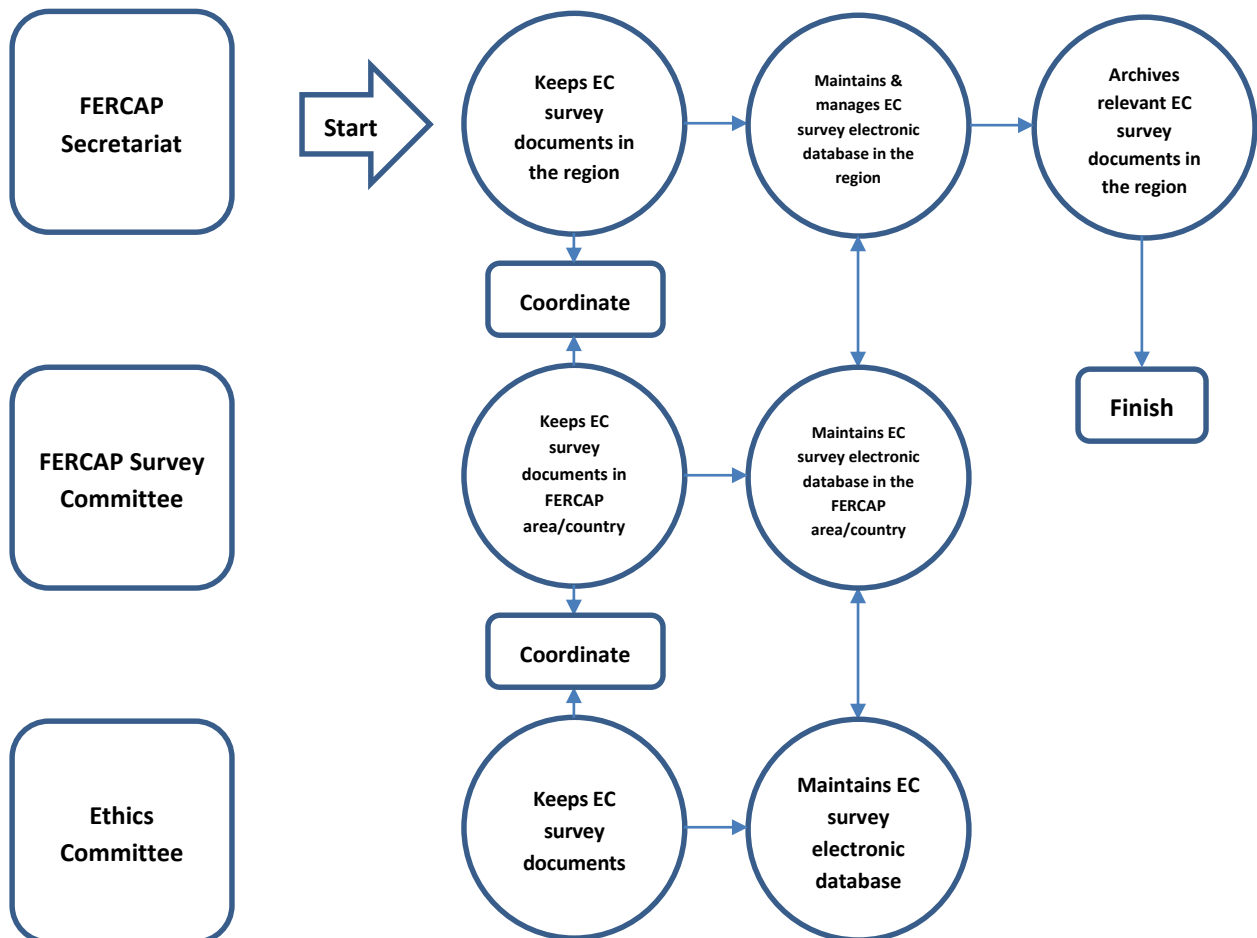 FERCAP
Secretariat
Start
Keeps EC
survey
documents in
the region
Maintains &
manages EC
survey electronic
database in the
region
Archives
relevant EC
survey
documents in
the region
Coordinate
FERCAP Survey
Committee
Keeps EC
survey
documents in
FERCAP
area/country
Maintains EC
survey electronic
database in the
FERCAP
area/country
Finish
Coordinate
Ethics
Committee
Keeps EC
survey
documents
Maintains EC
survey
electronic
database